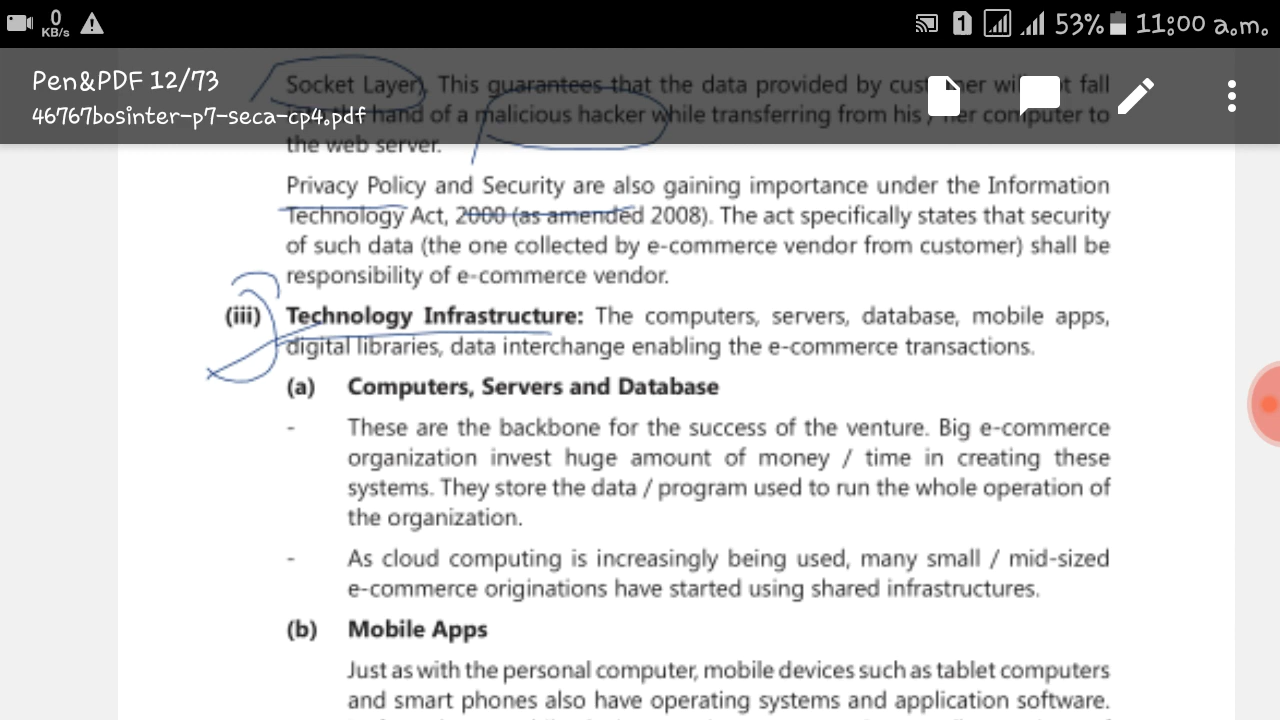 0
KB/s
1
53%
11:00 a.m.
Pen&PDF 12/73
46767bosinter-p7-seca-cp4.pdf
Socket Layer). This guarantees that the data provided by fall
hand of a malicious hacker while transferring from his / computer to
the web server.
Privacy Policy and Security are also gaining importance under the Information
Technology Act, 2000 (as amended 2008). The act specifically states that security
of such data (the one collected by e-commerce vendor from customer) shall be
responsibility of e-commerce vendor.
(iii) Technology Infrastructure: The computers, servers, database, mobile apps,
digital libraries, data interchange enabling the e-commerce transactions.
(a) Computers, Servers and Database
- These are the backbone for the success of the venture. Big e-commerce
organization invest huge amount of money / time in creating these
systems. They store the data / program used to run the whole operation of
the organization.
- As cloud computing is increasingly being used, many small / mid-sized
e-commerce originations have started using shared infrastructures.
(b) Mobile Apps
Just as with the personal computer, mobile devices such as tablet computers
and smart phones also have operating systems and application software.